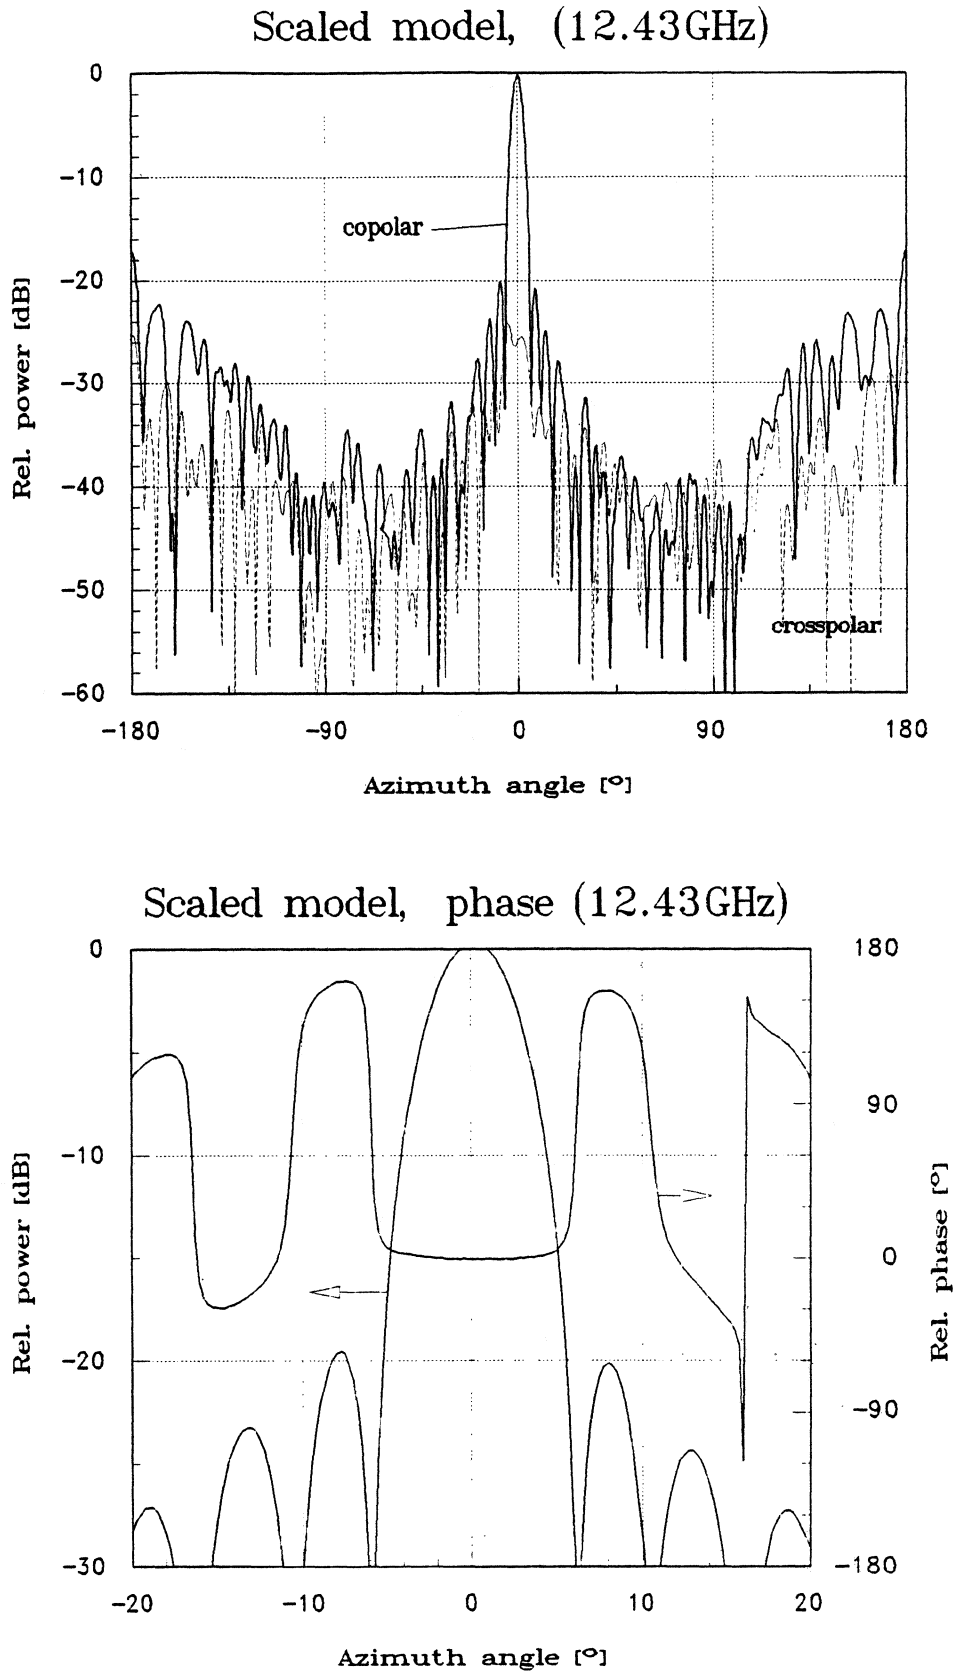 Scaled model, (12.43GHz)
0
-10
-20
-30
-40
-50
-60
Rel. power [dB]
copolar
crosspolar
-180 -90 0 90 180
Azimuth angle [°]
Scaled model, phase (12.43GHz)
0
-10
-20
-30
Rel. power [dB]
180
90
0
-90
-180
Rel. phase [°]
-20 -10 0 10 20
Azimuth angle [°]